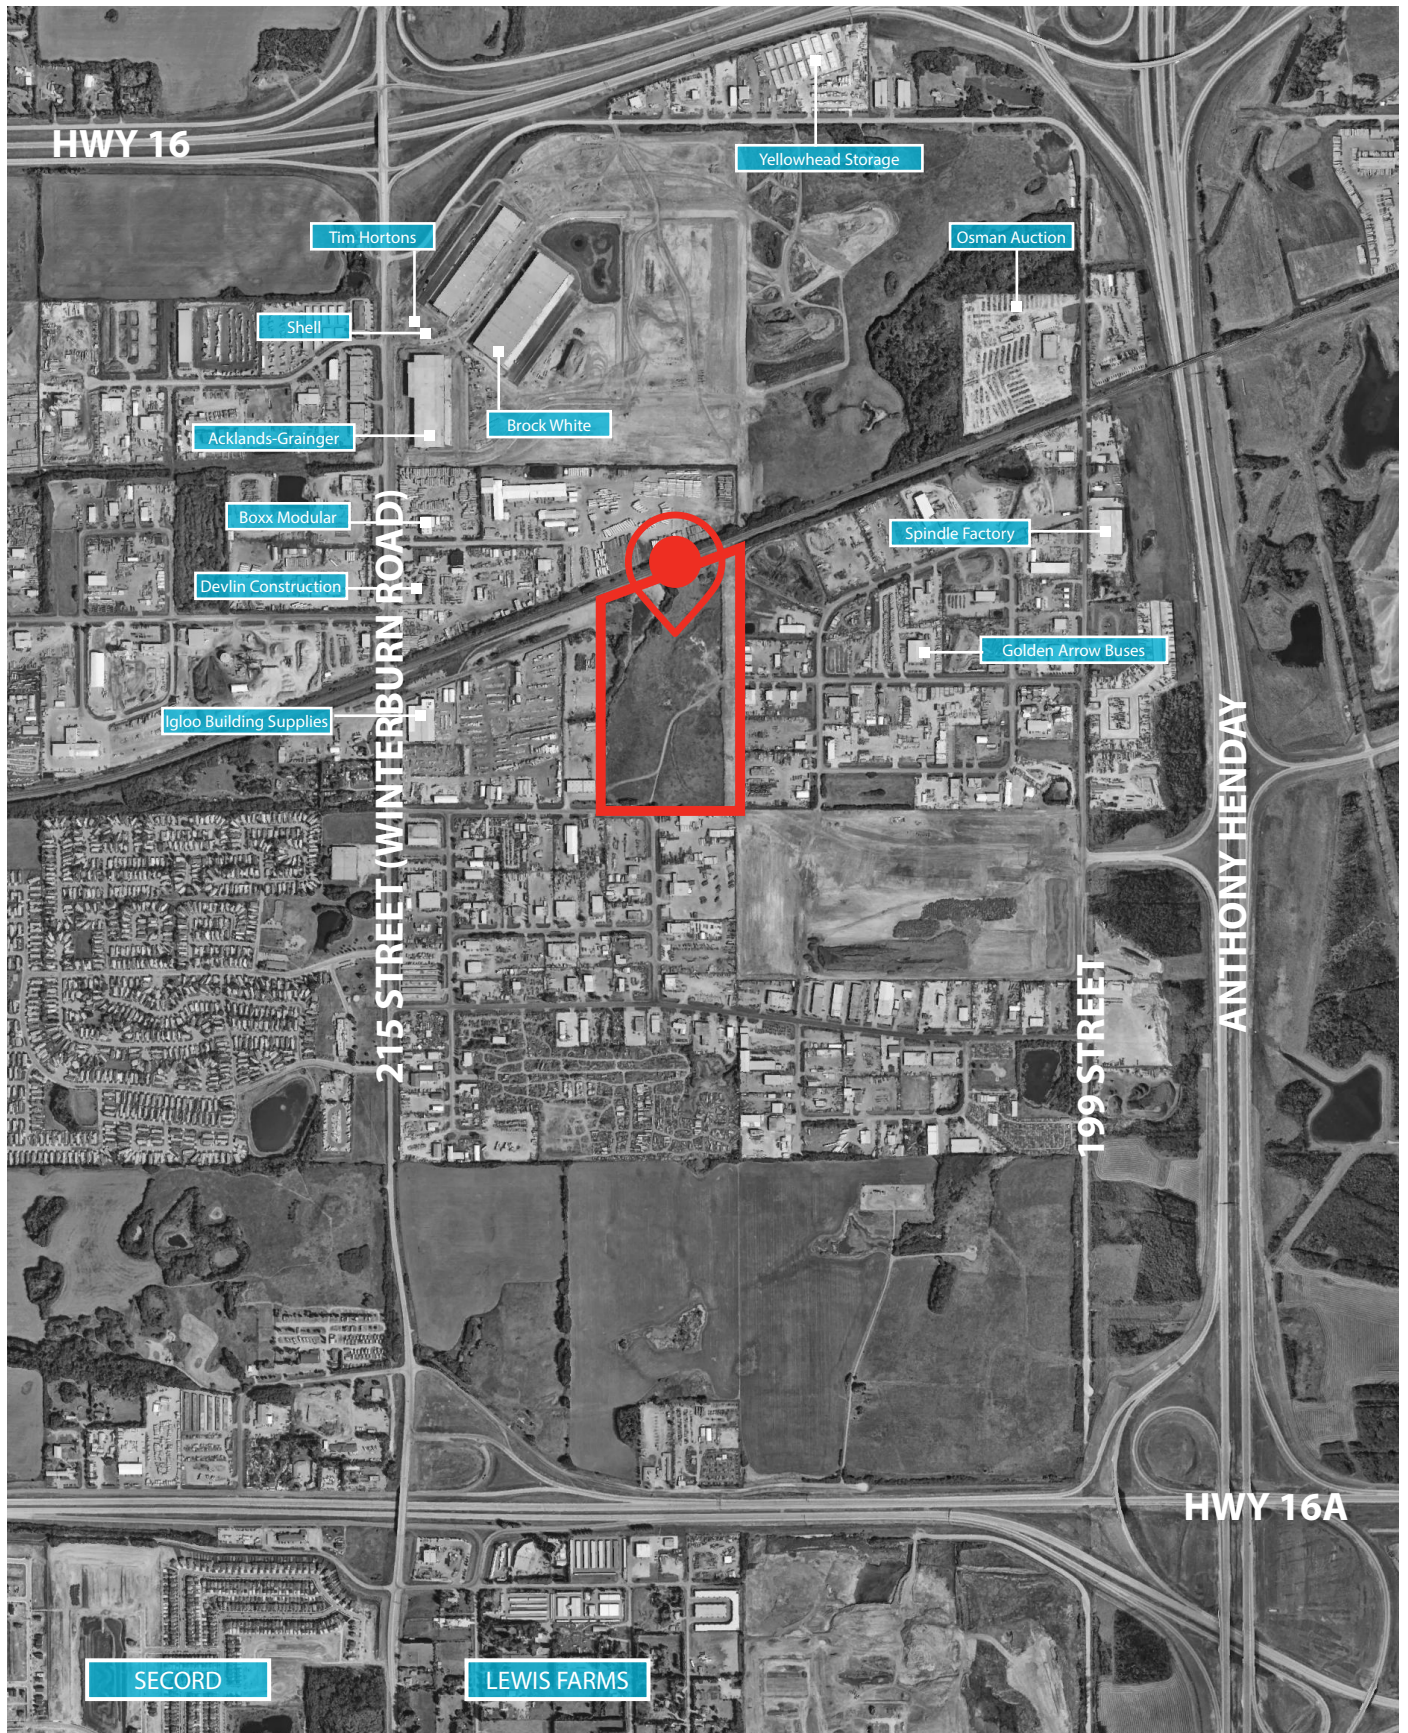 HWY 16
Yellowhead Storage
Tim Hortons
Osman Auction
Shell
Brock White
Acklands-Grainger
Boxx Modular
Spindle Factory
Devlin Construction
Golden Arrow Buses
Igloo Building Supplies
215 STREET (WINTERBURN ROAD)
ANTHONY HENDAY
199 STREET
HWY 16A
SECORD
LEWIS FARMS